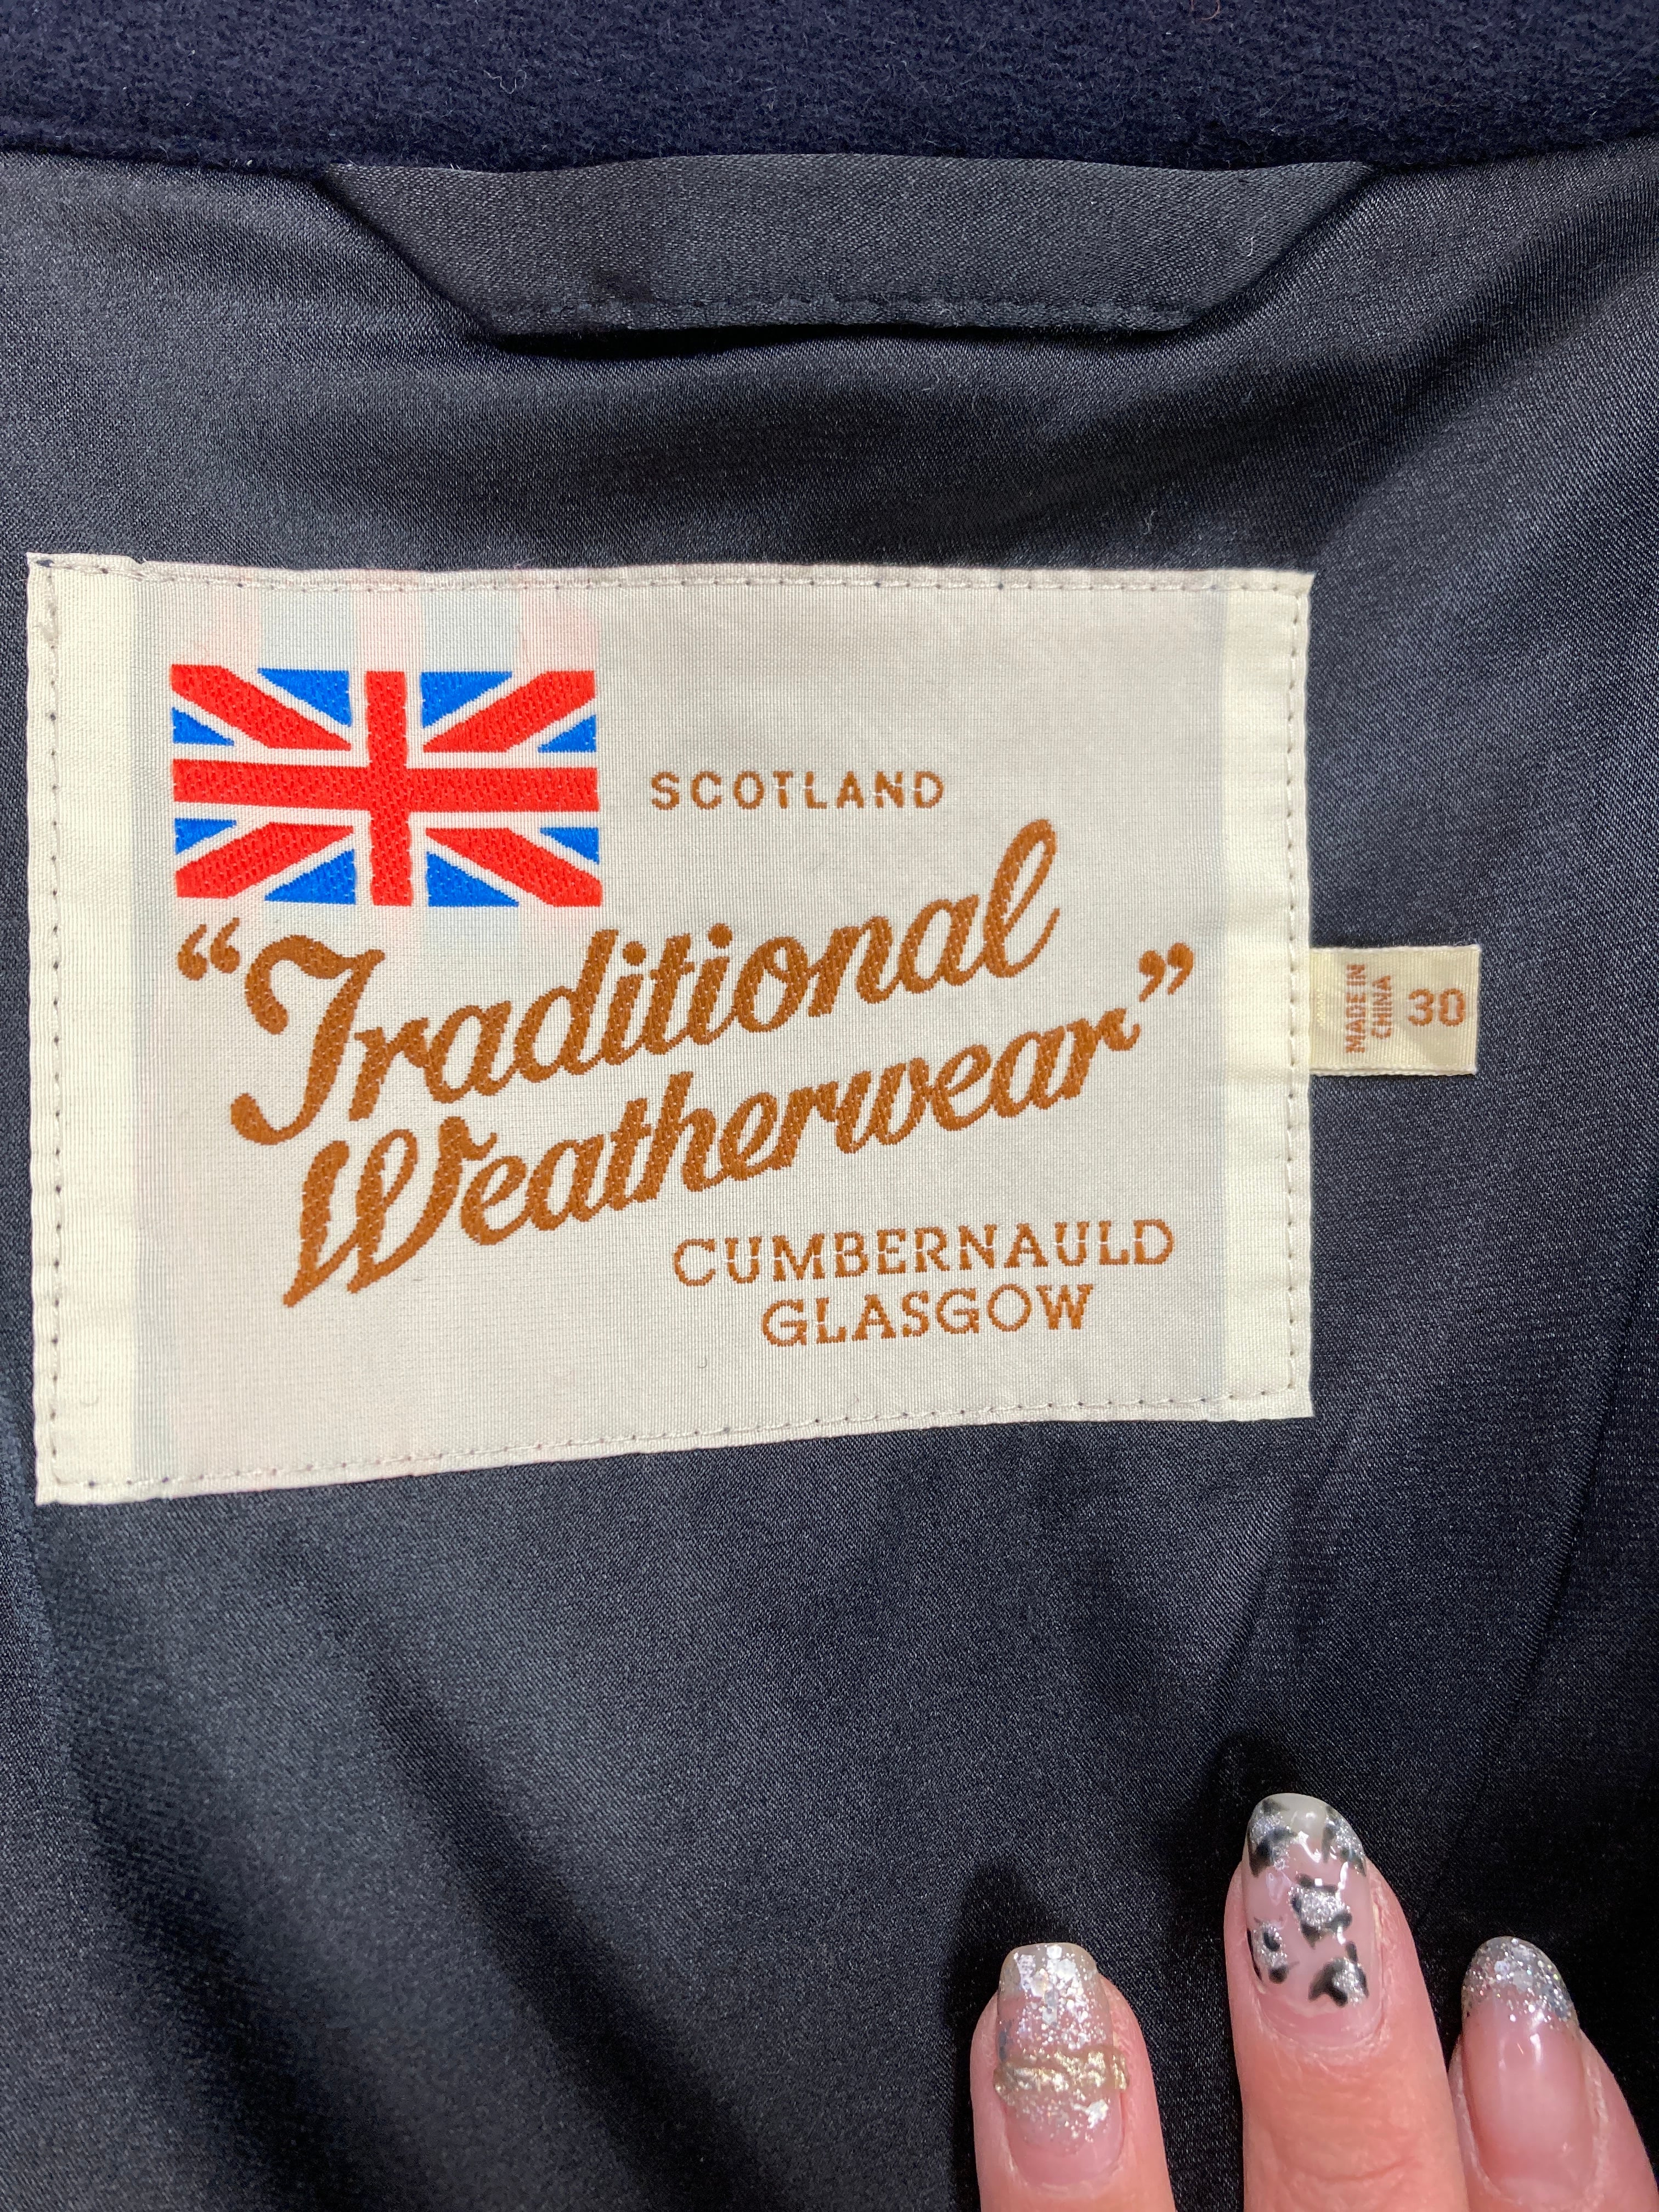 SCOTLAND
“Traditional
Weatherwear”
CUMBERNAULD
GLASGOW
MADE IN
CHINA
30